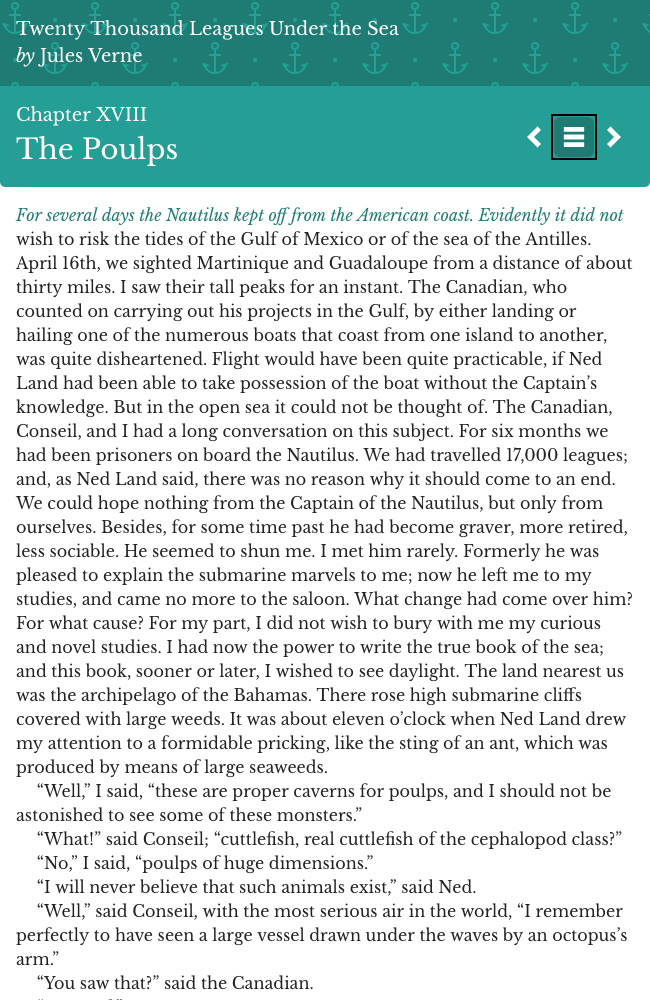 Twenty Thousand Leagues Under the Sea
by Jules Verne
Chapter XVIII
The Poulps
For several days the Nautilus kept off from the American coast. Evidently it did not
wish to risk the tides of the Gulf of Mexico or of the sea of the Antilles.
April 16th, we sighted Martinique and Guadaloupe from a distance of about
thirty miles. I saw their tall peaks for an instant. The Canadian, who
counted on carrying out his projects in the Gulf, by either landing or
hailing one of the numerous boats that coast from one island to another,
was quite disheartened. Flight would have been quite practicable, if Ned
Land had been able to take possession of the boat without the Captain’s
knowledge. But in the open sea it could not be thought of. The Canadian,
Conseil, and I had a long conversation on this subject. For six months we
had been prisoners on board the Nautilus. We had travelled 17,000 leagues;
and, as Ned Land said, there was no reason why it should come to an end.
We could hope nothing from the Captain of the Nautilus, but only from
ourselves. Besides, for some time past he had become graver, more retired,
less sociable. He seemed to shun me. I met him rarely. Formerly he was
pleased to explain the submarine marvels to me; now he left me to my
studies, and came no more to the saloon. What change had come over him?
For what cause? For my part, I did not wish to bury with me my curious
and novel studies. I had now the power to write the true book of the sea;
and this book, sooner or later, I wished to see daylight. The land nearest us
was the archipelago of the Bahamas. There rose high submarine cliffs
covered with large weeds. It was about eleven o’clock when Ned Land drew
my attention to a formidable pricking, like the sting of an ant, which was
produced by means of large seaweeds.
“Well,” I said, “these are proper caverns for poulps, and I should not be
astonished to see some of these monsters.”
“What!” said Conseil; “cuttlefish, real cuttlefish of the cephalopod class?”
“No,” I said, “poulps of huge dimensions.”
“I will never believe that such animals exist,” said Ned.
“Well,” said Conseil, with the most serious air in the world, “I remember
perfectly to have seen a large vessel drawn under the waves by an octopus’s
arm.”
“You saw that?” said the Canadian.